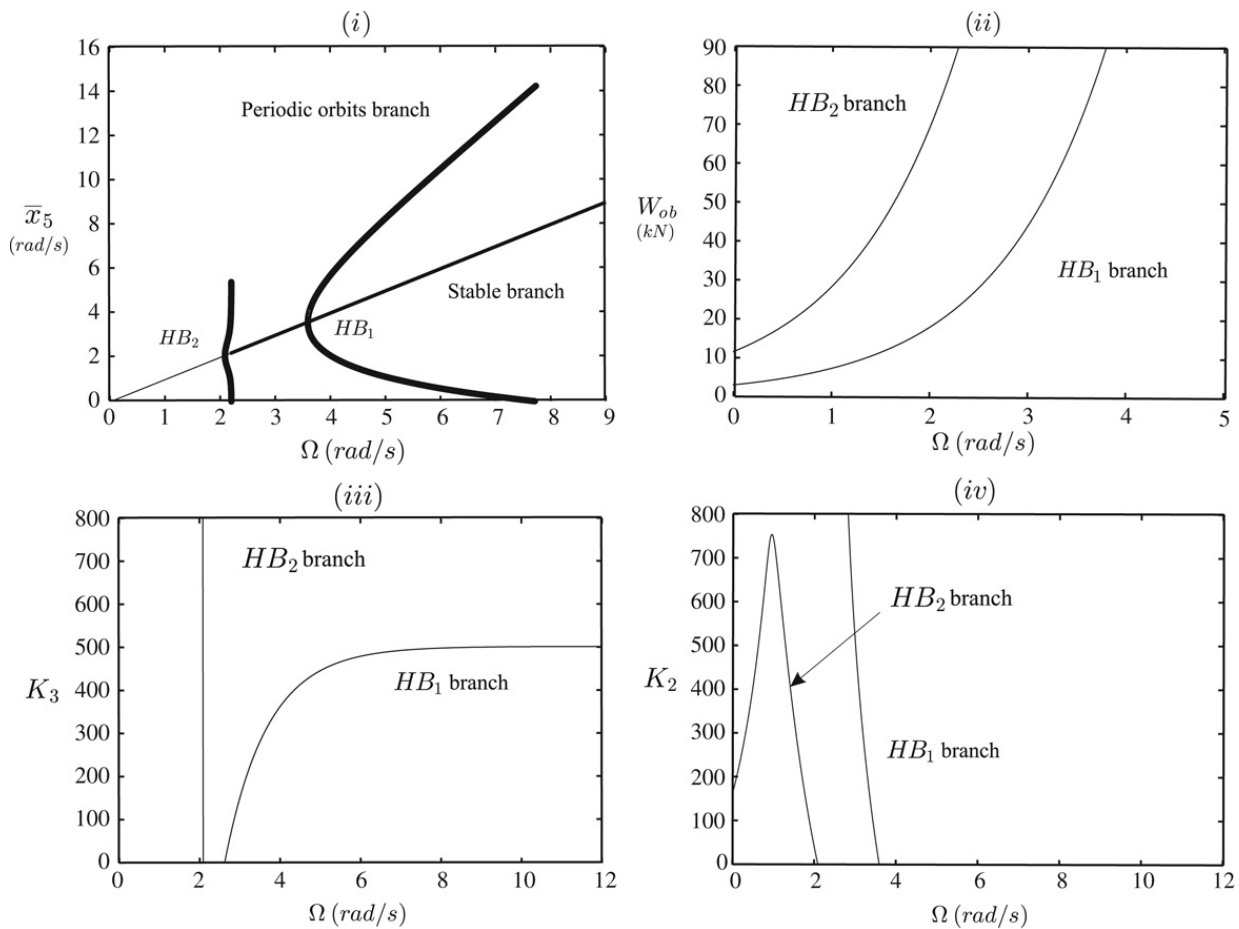 (i)
16
14
12
10
8
6
4
2
0
x̅₅
(rad/s)
Periodic orbits branch
Stable branch
HB₂
HB₁
0 1 2 3 4 5 6 7 8 9
Ω (rad/s)
(ii)
90
80
70
60
50
40
30
20
10
0
W_ob
(kN)
HB₂ branch
HB₁ branch
0 1 2 3 4 5
Ω (rad/s)
(iii)
800
700
600
500
400
300
200
100
0
K₃
HB₂ branch
HB₁ branch
0 2 4 6 8 10 12
Ω (rad/s)
(iv)
800
700
600
500
400
300
200
100
0
K₂
HB₂ branch
HB₁ branch
0 2 4 6 8 10 12
Ω (rad/s)